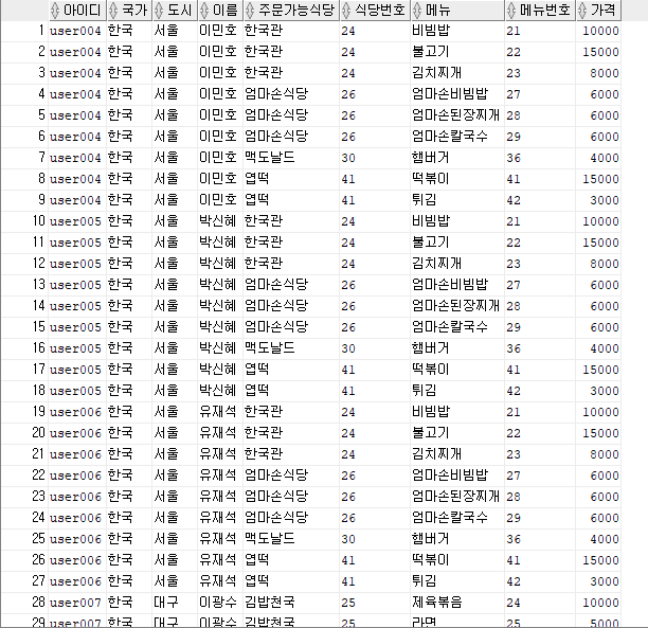 아이디 국가 도시 이름 주문가능식당 식당번호 메뉴 메뉴번호 가격
1 user004 한국 서울 이민호 한국관 24 비빔밥 21 10000
2 user004 한국 서울 이민호 한국관 24 불고기 22 15000
3 user004 한국 서울 이민호 한국관 24 김치찌개 23 8000
4 user004 한국 서울 이민호 엄마손식당 26 엄마손비빔밥 27 6000
5 user004 한국 서울 이민호 엄마손식당 26 엄마손된장찌개 28 6000
6 user004 한국 서울 이민호 엄마손식당 26 엄마손칼국수 29 6000
7 user004 한국 서울 이민호 맥도날드 30 햄버거 36 4000
8 user004 한국 서울 이민호 엽떡 41 떡볶이 41 15000
9 user004 한국 서울 이민호 엽떡 41 튀김 42 3000
10 user005 한국 서울 박신혜 한국관 24 비빔밥 21 10000
11 user005 한국 서울 박신혜 한국관 24 불고기 22 15000
12 user005 한국 서울 박신혜 한국관 24 김치찌개 23 8000
13 user005 한국 서울 박신혜 엄마손식당 26 엄마손비빔밥 27 6000
14 user005 한국 서울 박신혜 엄마손식당 26 엄마손된장찌개 28 6000
15 user005 한국 서울 박신혜 엄마손식당 26 엄마손칼국수 29 6000
16 user005 한국 서울 박신혜 맥도날드 30 햄버거 36 4000
17 user005 한국 서울 박신혜 엽떡 41 떡볶이 41 15000
18 user005 한국 서울 박신혜 엽떡 41 튀김 42 3000
19 user006 한국 서울 유재석 한국관 24 비빔밥 21 10000
20 user006 한국 서울 유재석 한국관 24 불고기 22 15000
21 user006 한국 서울 유재석 한국관 24 김치찌개 23 8000
22 user006 한국 서울 유재석 엄마손식당 26 엄마손비빔밥 27 6000
23 user006 한국 서울 유재석 엄마손식당 26 엄마손된장찌개 28 6000
24 user006 한국 서울 유재석 엄마손식당 26 엄마손칼국수 29 6000
25 user006 한국 서울 유재석 맥도날드 30 햄버거 36 4000
26 user006 한국 서울 유재석 엽떡 41 떡볶이 41 15000
27 user006 한국 서울 유재석 엽떡 41 튀김 42 3000
28 user007 한국 대구 이광수 김밥천국 25 제육볶음 24 10000
29 user007 한국 대구 이광수 김밥천국 25 라면 25 5000